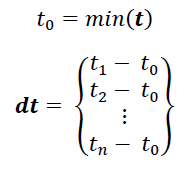 t₀ = min(t)
t₁ − t₀
t₂ − t₀
dt = ⋮
tₙ − t₀